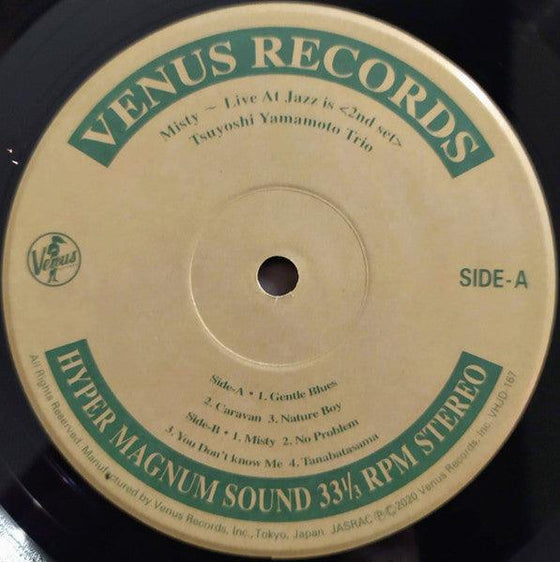 VENUS RECORDS
Misty ~ Live At Jazz is <2nd set>
Tsuyoshi Yamamoto Trio
Venus
SIDE-A
Side-A • 1. Gentle Blues
2. Caravan 3. Nature Boy
Side-B • 1. Misty 2. No Problem
3. You Don't know Me 4. Tanabatasama
HYPER MAGNUM SOUND 33 1/3 RPM STEREO
All Rights Reserved. Manufactured by Venus Records, Inc., Tokyo, Japan. JASRAC Ⓟ©2020 Venus Records, Inc. VHJD-167